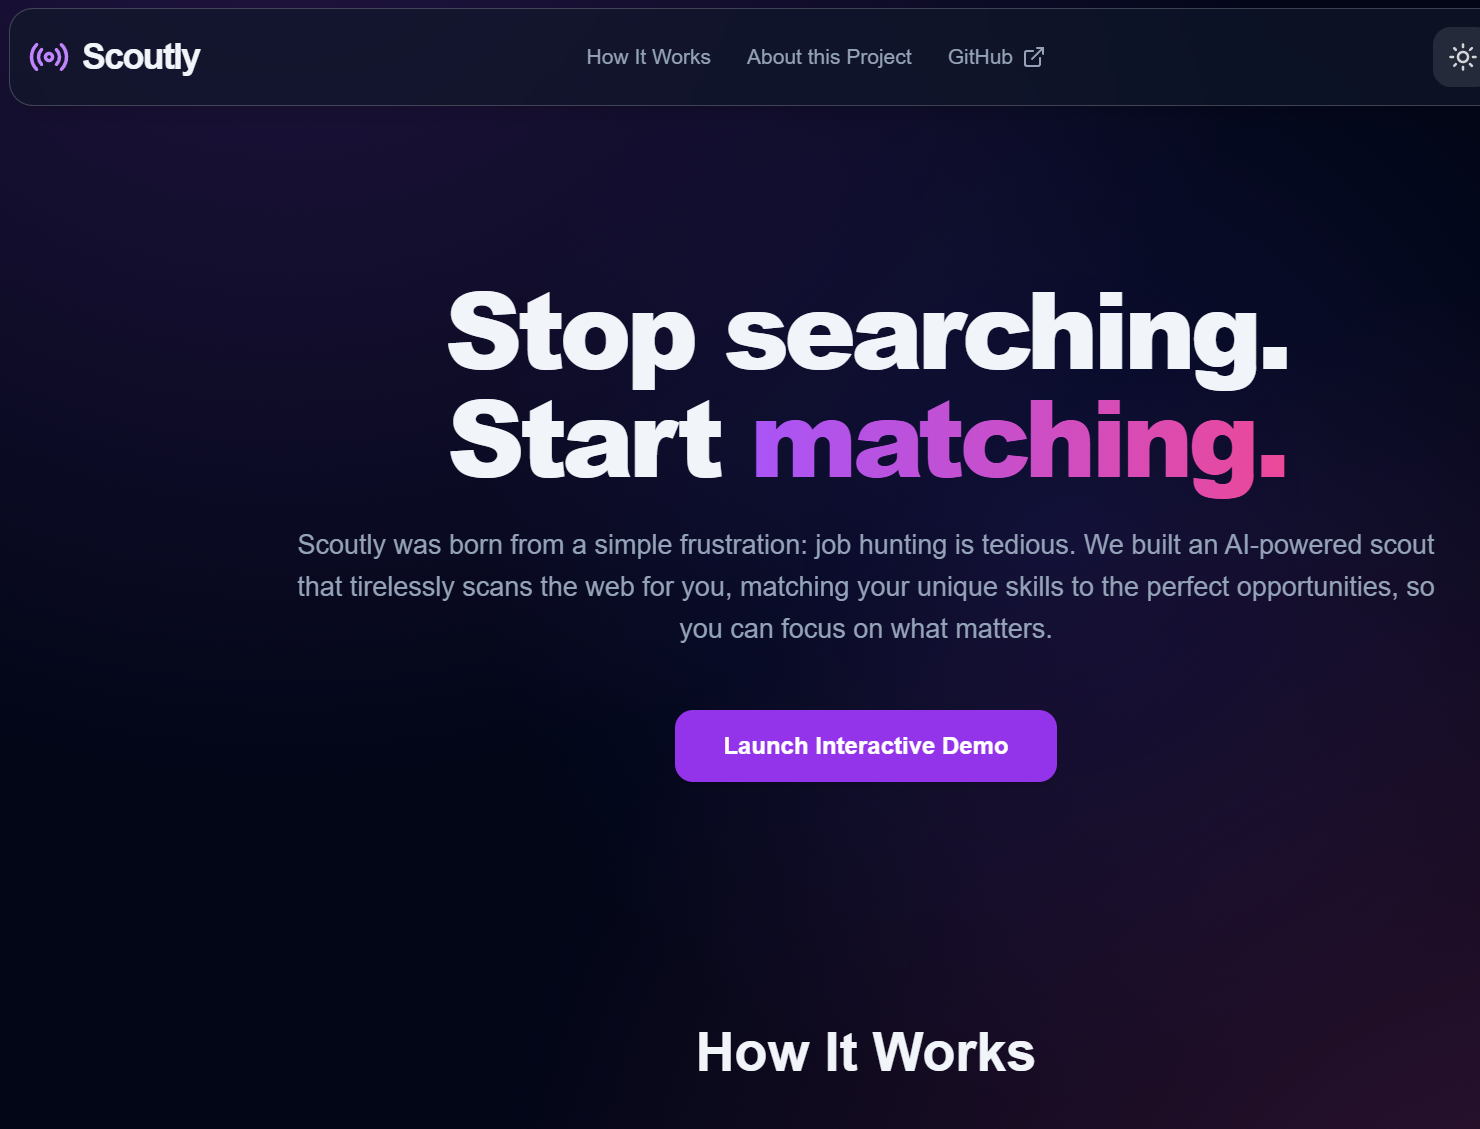 Scoutly
How It Works
About this Project
GitHub
Stop searching.
Start matching.
Scoutly was born from a simple frustration: job hunting is tedious. We built an AI-powered scout
that tirelessly scans the web for you, matching your unique skills to the perfect opportunities, so
you can focus on what matters.
Launch Interactive Demo
How It Works